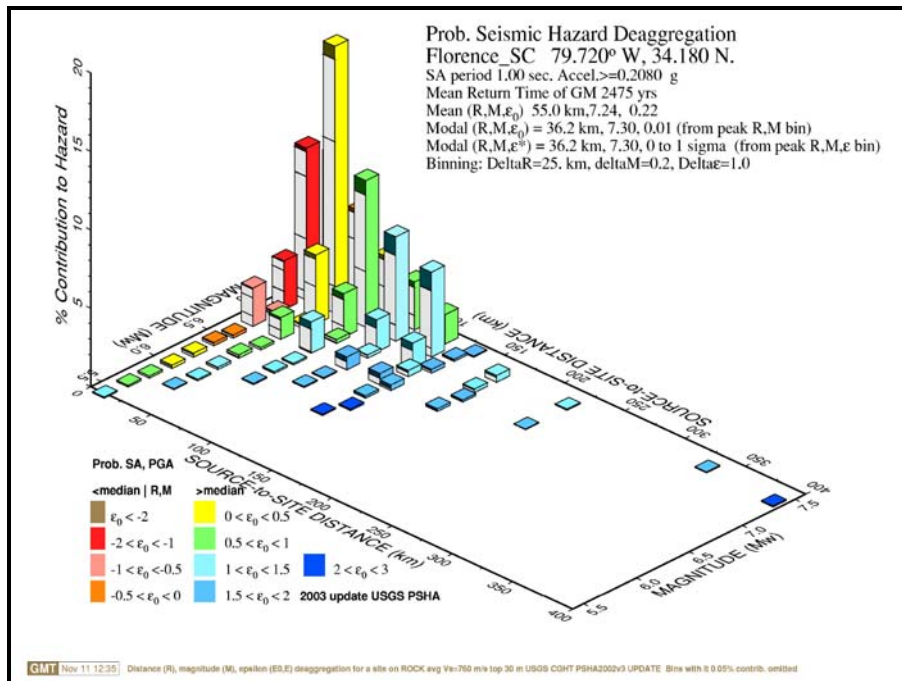 Prob. Seismic Hazard Deaggregation
Florence_SC 79.720° W, 34.180 N.
SA period 1.00 sec. Accel.>=0.2080 g
Mean Return Time of GM 2475 yrs
Mean (R,M,ε₀) 55.0 km,7.24, 0.22
Modal (R,M,ε₀) = 36.2 km, 7.30, 0.01 (from peak R,M bin)
Modal (R,M,ε*) = 36.2 km, 7.30, 0 to 1 sigma (from peak R,M,ε bin)
Binning: DeltaR=25. km, deltaM=0.2, Deltaε=1.0
% Contribution to Hazard
0
5
10
15
20
MAGNITUDE (Mw)
5.5
6.0
6.5
SOURCE-to-SITE DISTANCE (km)
150
200
250
300
350
400
SOURCE-to-SITE DISTANCE (km)
50
100
150
200
250
300
350
400
MAGNITUDE (Mw)
5.5
6.0
6.5
7.0
7.5
Prob. SA, PGA
<median | R,M >median
ε₀ < -2
-2 < ε₀ < -1
-1 < ε₀ < -0.5
-0.5 < ε₀ < 0
0 < ε₀ < 0.5
0.5 < ε₀ < 1
1 < ε₀ < 1.5
1.5 < ε₀ < 2
2 < ε₀ < 3
2003 update USGS PSHA
GMT Nov 11 12:35 Distance (R), magnitude (M), epsilon (E0,E) deaggregation for a site on ROCK avg Vs=760 m/s top 30 m USGS CGHT PSHA2002v3 UPDATE Bins with lt 0.05% contrib. omitted